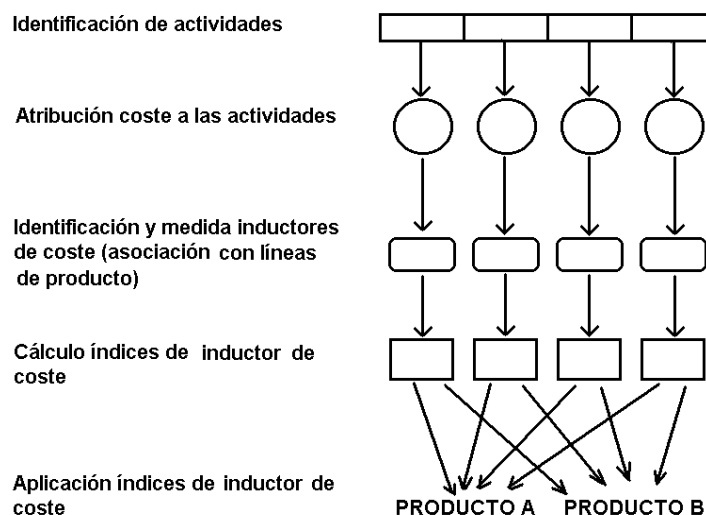 Identificación de actividades
Atribución coste a las actividades
Identificación y medida inductores
de coste (asociación con líneas
de producto)
Cálculo índices de inductor de
coste
Aplicación índices de inductor de
coste
PRODUCTO A PRODUCTO B